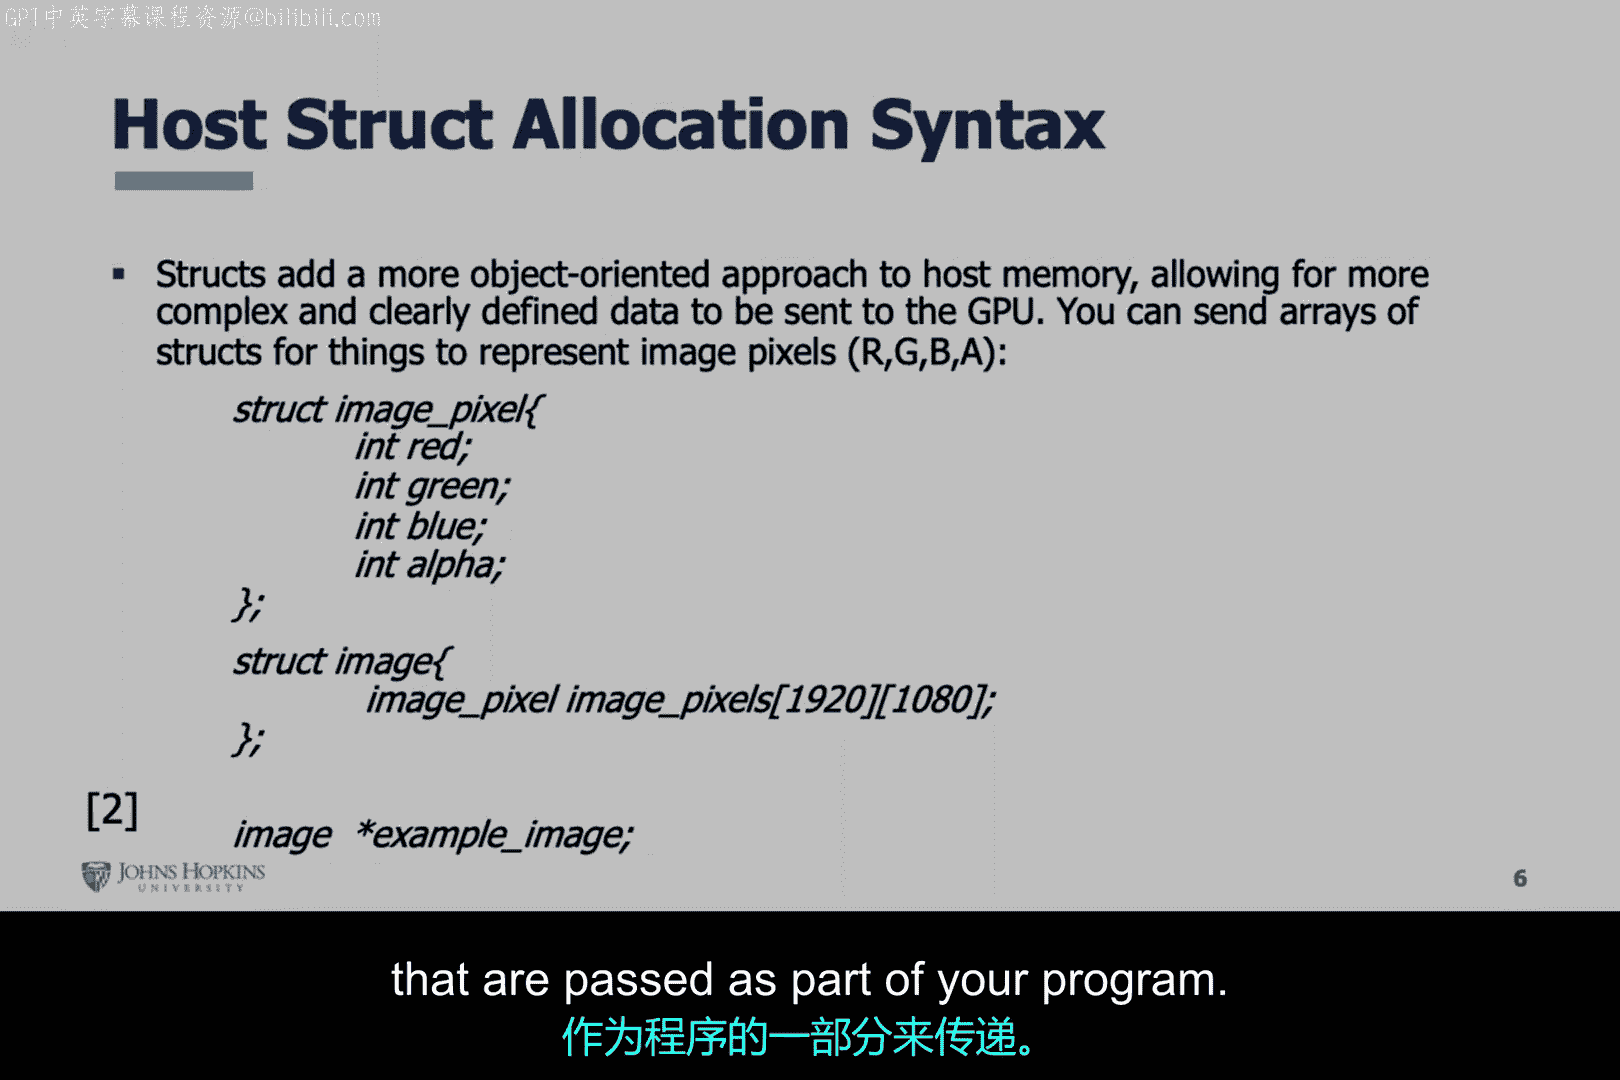 GPT中英字幕课程资源@bilibili.com
Host Struct Allocation Syntax
▪ Structs add a more object-oriented approach to host memory, allowing for more
complex and clearly defined data to be sent to the GPU. You can send arrays of
structs for things to represent image pixels (R,G,B,A):
struct image_pixel{
int red;
int green;
int blue;
int alpha;
};
struct image{
image_pixel image_pixels[1920][1080];
};
[2]
image *example_image;
JOHNS HOPKINS
UNIVERSITY
6
that are passed as part of your program.
作为程序的一部分来传递。